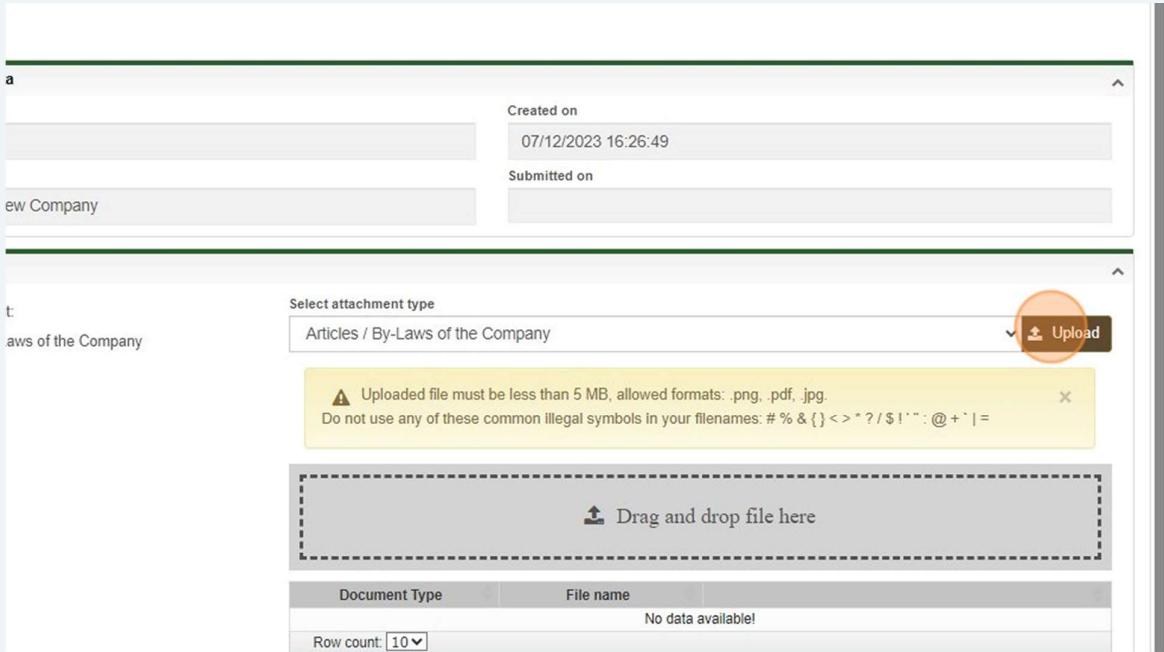 a
Created on
07/12/2023 16:26:49
Submitted on
ew Company
Select attachment type
t:
Articles / By-Laws of the Company
Upload
aws of the Company
Uploaded file must be less than 5 MB, allowed formats: .png, .pdf, .jpg.
Do not use any of these common illegal symbols in your filenames: # % & { } < > * ? / $ ! ' " : @ + ` | =
Drag and drop file here
Document Type File name
No data available!
Row count: 10